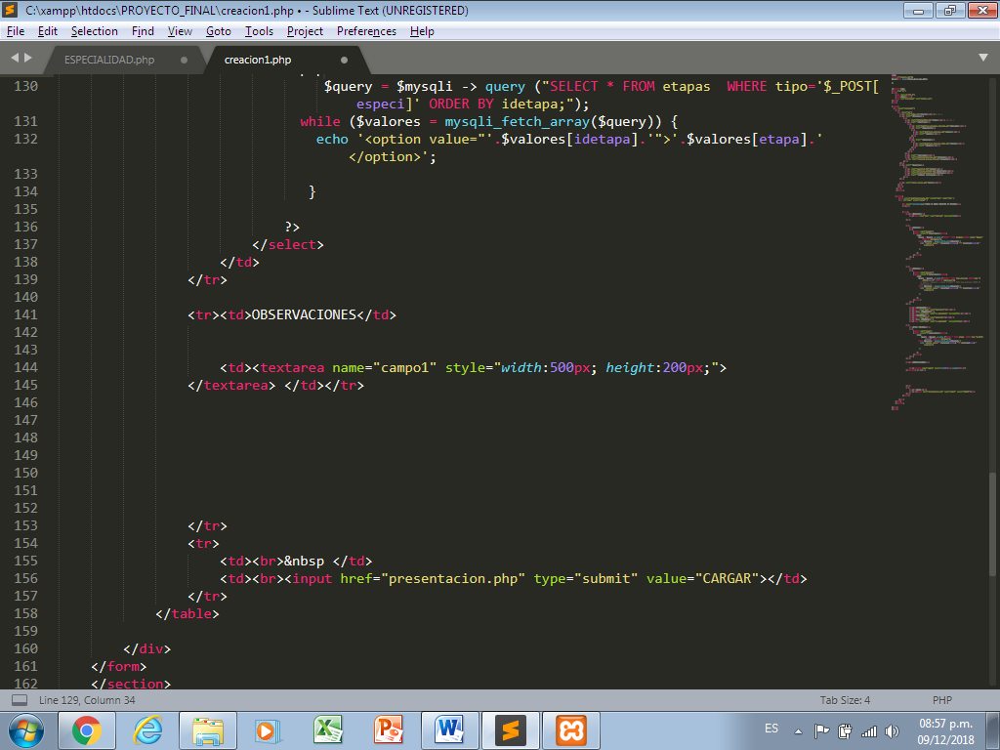 C:\xampp\htdocs\PROYECTO_FINAL\creacion1.php • - Sublime Text (UNREGISTERED)
File Edit Selection Find View Goto Tools Project Preferences Help
ESPECIALIDAD.php creacion1.php
130 $query = $mysqli -> query ("SELECT * FROM etapas  WHERE tipo='$_POST[
especi]' ORDER BY idetapa;");
131 while ($valores = mysqli_fetch_array($query)) {
132 echo '<option value="'.$valores[idetapa].'">'.$valores[etapa].'
</option>';
133
134 }
135
136 ?>
137 </select>
138 </td>
139 </tr>
140
141 <tr><td>OBSERVACIONES</td>
142
143
144 <td><textarea name="campo1" style="width:500px; height:200px;">
145 </textarea> </td></tr>
146
147
148
149
150
151
152
153 </tr>
154 <tr>
155 <td><br>&nbsp </td>
156 <td><br><input href="presentacion.php" type="submit" value="CARGAR"></td>
157 </tr>
158 </table>
159
160 </div>
161 </form>
162 </section>
Line 129, Column 34 Tab Size: 4 PHP
ES 08:57 p.m.
09/12/2018